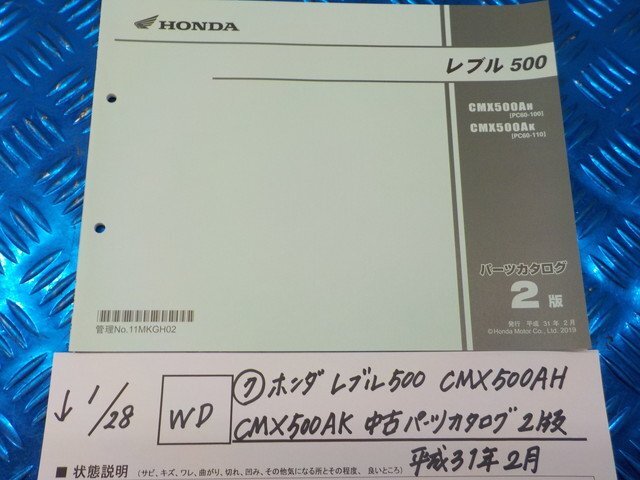 HONDA
レブル 500
CMX500AH
[PC60-100]
CMX500AK
[PC60-110]
パーツカタログ
2 版
発行 平成 31年 2月
©Honda Motor Co., Ltd. 2019
管理No.11MKGH02
↓ 1/28
WD
⑦ ホンダ レブル500 CMX500AH
CMX500AK 中古パーツカタログ 2版
平成31年2月
■ 状態説明 (サビ、キズ、ワレ、曲がり、切れ、凹み、その他気になる所とその程度、良いところ)